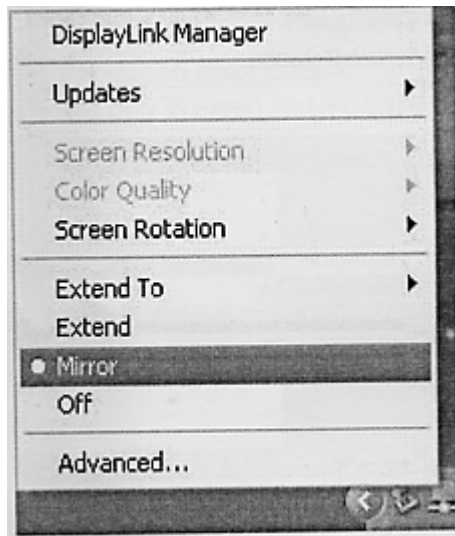 DisplayLink Manager
Updates
Screen Resolution
Color Quality
Screen Rotation
Extend To
Extend
Mirror
Off
Advanced...